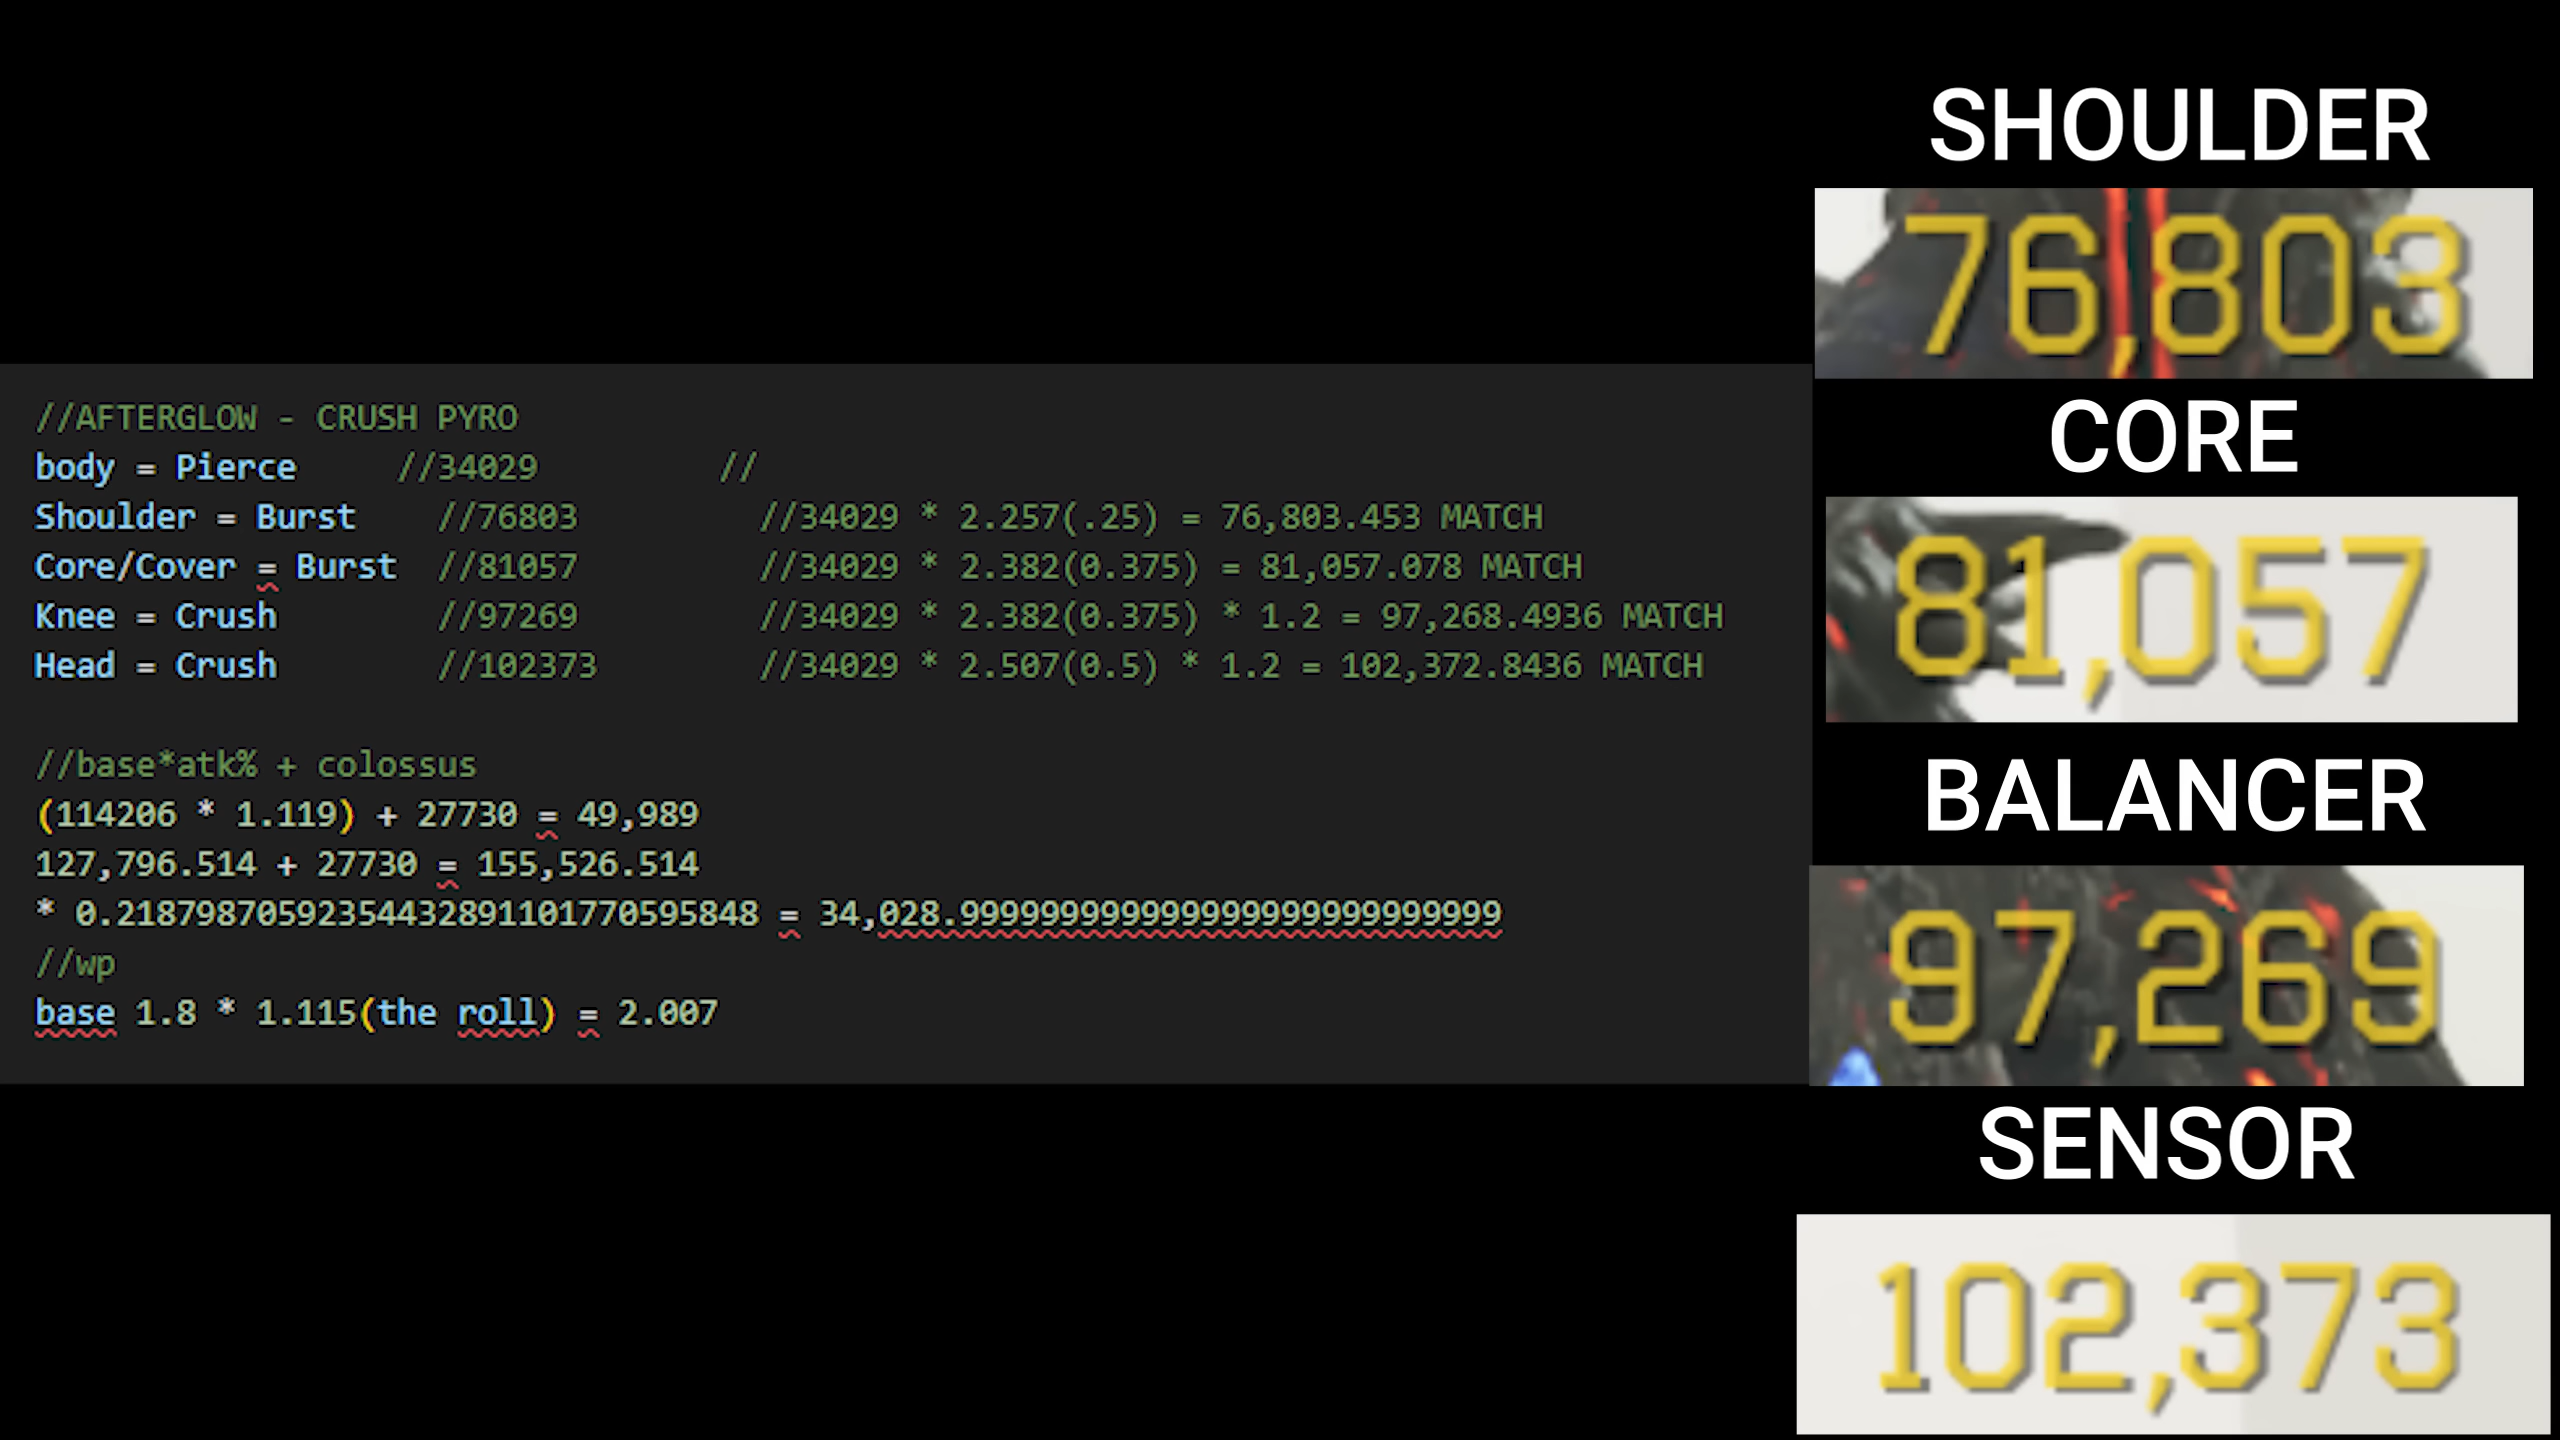 //AFTERGLOW - CRUSH PYRO
body = Pierce //34029 //
Shoulder = Burst //76803 //34029 * 2.257(.25) = 76,803.453 MATCH
Core/Cover = Burst //81057 //34029 * 2.382(0.375) = 81,057.078 MATCH
Knee = Crush //97269 //34029 * 2.382(0.375) * 1.2 = 97,268.4936 MATCH
Head = Crush //102373 //34029 * 2.507(0.5) * 1.2 = 102,372.8436 MATCH
//base*atk% + colossus
(114206 * 1.119) + 27730 = 49,989
127,796.514 + 27730 = 155,526.514
* 0.2187987059235443289110177059584​8 = 34,028.999999999999999999999999999
//wp
base 1.8 * 1.115(the roll) = 2.007
SHOULDER
76,803
CORE
81,057
BALANCER
97,269
SENSOR
102,373